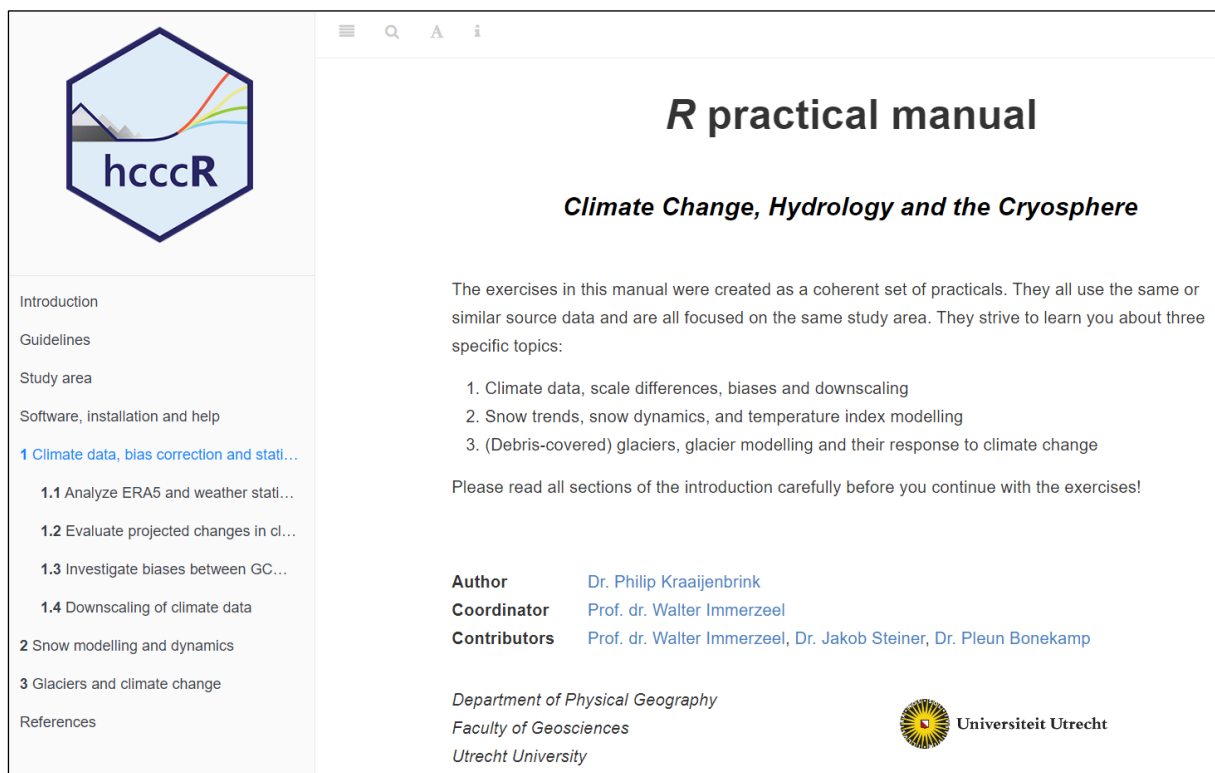 hcccR
Introduction
Guidelines
Study area
Software, installation and help
1 Climate data, bias correction and stati…
1.1 Analyze ERA5 and weather stati…
1.2 Evaluate projected changes in cl…
1.3 Investigate biases between GC…
1.4 Downscaling of climate data
2 Snow modelling and dynamics
3 Glaciers and climate change
References
A
i
R practical manual
Climate Change, Hydrology and the Cryosphere
The exercises in this manual were created as a coherent set of practicals. They all use the same or
similar source data and are all focused on the same study area. They strive to learn you about three
specific topics:
1. Climate data, scale differences, biases and downscaling
2. Snow trends, snow dynamics, and temperature index modelling
3. (Debris-covered) glaciers, glacier modelling and their response to climate change
Please read all sections of the introduction carefully before you continue with the exercises!
Author Dr. Philip Kraaijenbrink
Coordinator Prof. dr. Walter Immerzeel
Contributors Prof. dr. Walter Immerzeel, Dr. Jakob Steiner, Dr. Pleun Bonekamp
Department of Physical Geography
Faculty of Geosciences
Utrecht University
Universiteit Utrecht